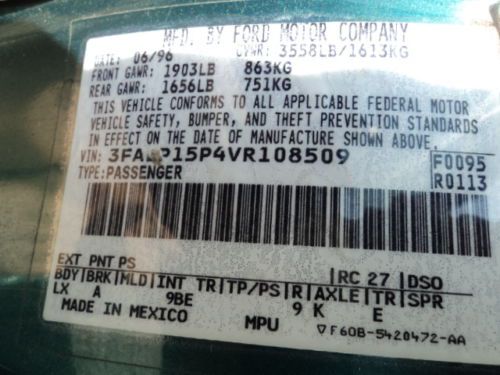 MFD. BY FORD MOTOR COMPANY
DATE: 06/96 GVWR: 3558LB/1613KG
FRONT GAWR: 1903LB 863KG
REAR GAWR: 1656LB 751KG
THIS VEHICLE CONFORMS TO ALL APPLICABLE FEDERAL MOTOR
VEHICLE SAFETY, BUMPER, AND THEFT PREVENTION STANDARDS
IN EFFECT ON THE DATE OF MANUFACTURE SHOWN ABOVE.
VIN: P15P4VR108509 F0095
TYPE: PASSENGER R0113
EXT PNT PS RC 27 DSO
BDY BRK MLD INT TR TP/PS R AXLE TR SPR
LX A 9BE 9 K E
MADE IN MEXICO MPU F60B-5420472-AA